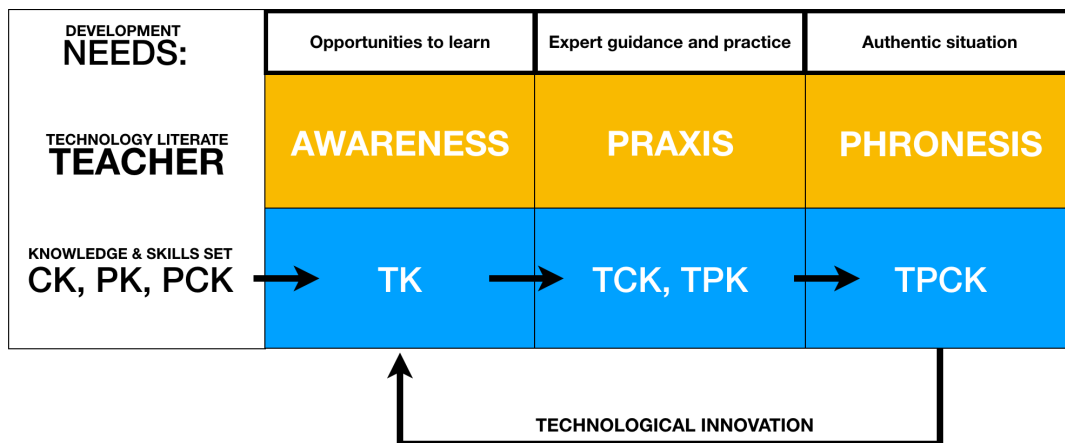 DEVELOPMENT
NEEDS:
Opportunities to learn
Expert guidance and practice
Authentic situation
TECHNOLOGY LITERATE
TEACHER
AWARENESS
PRAXIS
PHRONESIS
KNOWLEDGE & SKILLS SET
CK, PK, PCK
TK
TCK, TPK
TPCK
TECHNOLOGICAL INNOVATION